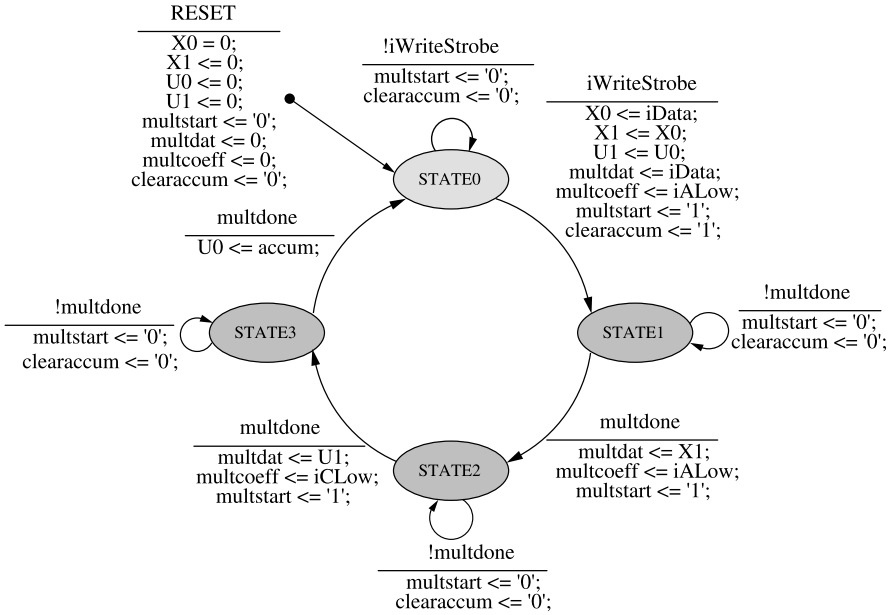 RESET
X0 = 0;
X1 <= 0;
U0 <= 0;
U1 <= 0;
multstart <= '0';
multdat <= 0;
multcoeff <= 0;
clearaccum <= '0';
!iWriteStrobe
multstart <= '0';
clearaccum <= '0';
iWriteStrobe
X0 <= iData;
X1 <= X0;
U1 <= U0;
multdat <= iData;
multcoeff <= iALow;
multstart <= '1';
clearaccum <= '1';
STATE0
multdone
U0 <= accum;
!multdone
multstart <= '0';
clearaccum <= '0';
STATE3
STATE1
!multdone
multstart <= '0';
clearaccum <= '0';
multdone
multdat <= U1;
multcoeff <= iCLow;
multstart <= '1';
STATE2
multdone
multdat <= X1;
multcoeff <= iALow;
multstart <= '1';
!multdone
multstart <= '0';
clearaccum <= '0';